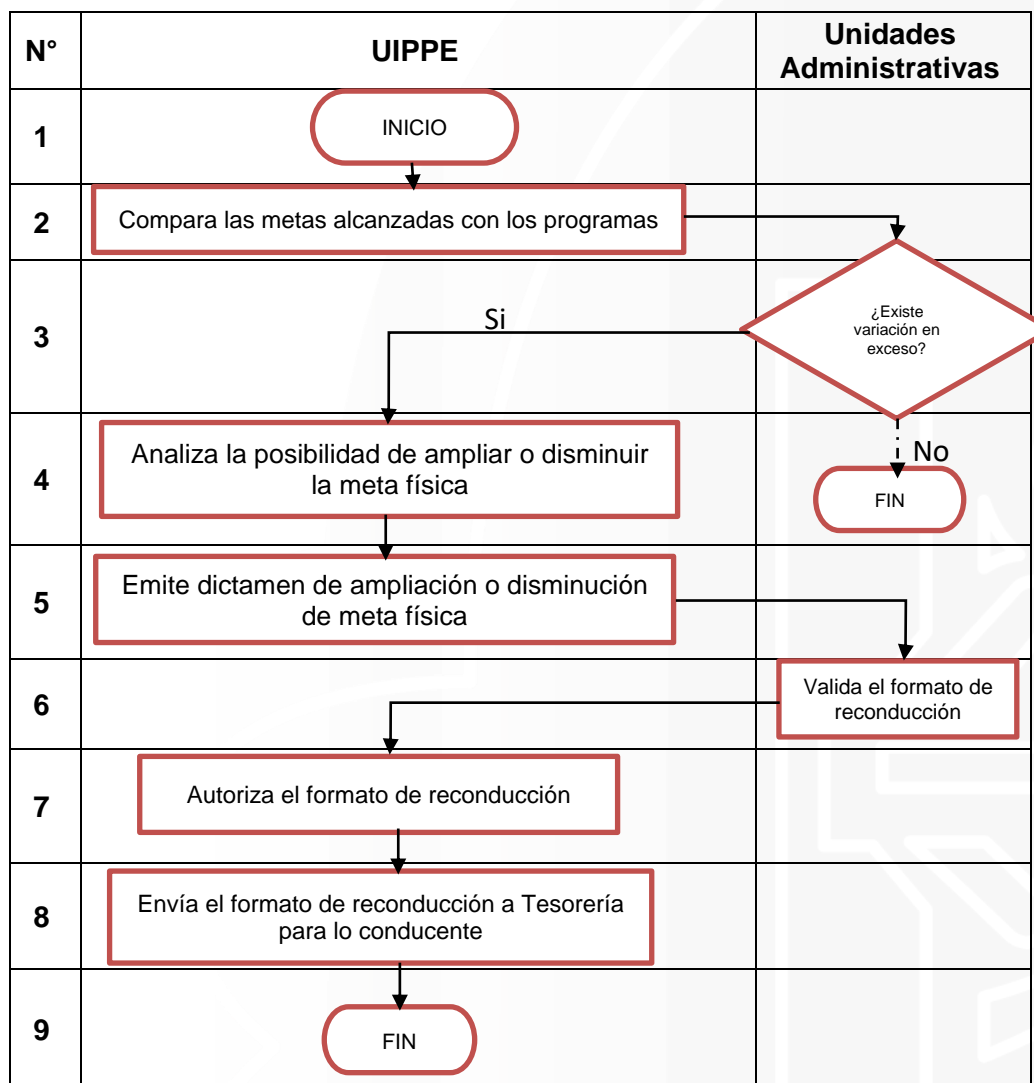 N°
UIPPE
Unidades
Administrativas
1
INICIO
2
Compara las metas alcanzadas con los programas
3
Si
¿Existe
variación en
exceso?
4
Analiza la posibilidad de ampliar o disminuir
la meta física
No
FIN
5
Emite dictamen de ampliación o disminución
de meta física
6
Valida el formato de
reconducción
7
Autoriza el formato de reconducción
8
Envía el formato de reconducción a Tesorería
para lo conducente
9
FIN